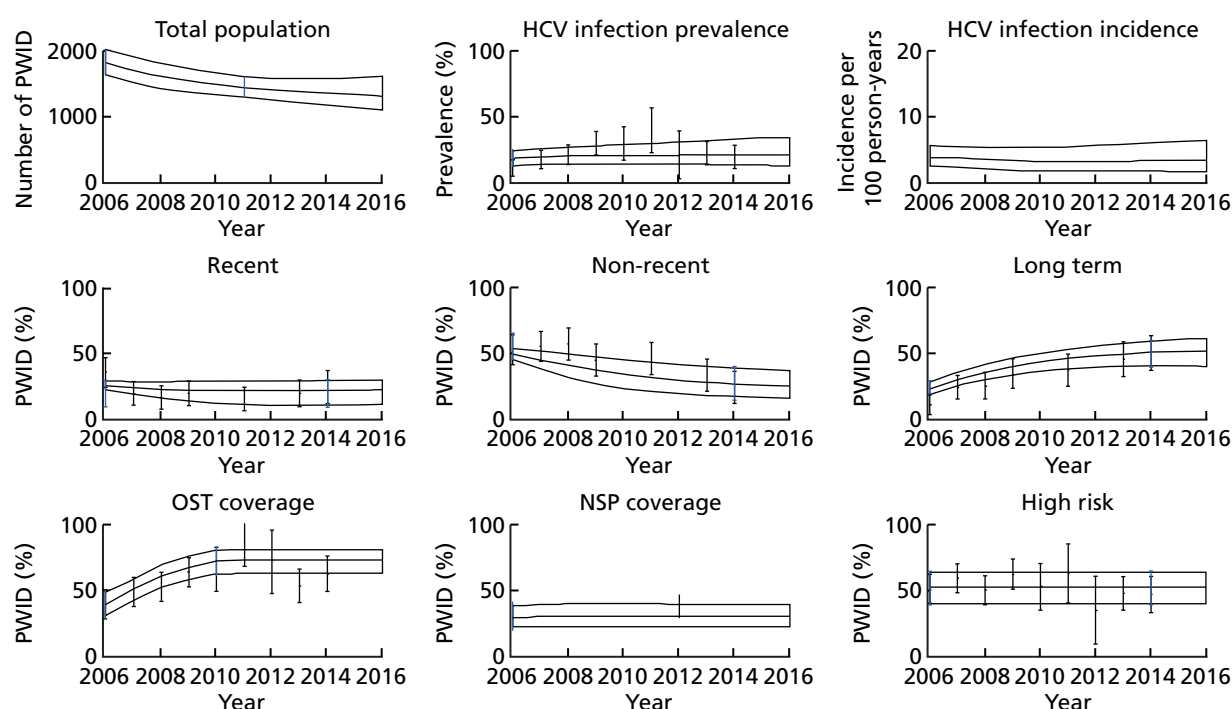 Total population
Number of PWID
2000
1000
0
2006 2008 2010 2012 2014 2016
Year
HCV infection prevalence
Prevalence (%)
100
50
0
2006 2008 2010 2012 2014 2016
Year
HCV infection incidence
Incidence per
100 person-years
20
10
0
2006 2008 2010 2012 2014 2016
Year
Recent
PWID (%)
100
50
0
2006 2008 2010 2012 2014 2016
Year
Non-recent
PWID (%)
100
50
0
2006 2008 2010 2012 2014 2016
Year
Long term
PWID (%)
100
50
0
2006 2008 2010 2012 2014 2016
Year
OST coverage
PWID (%)
100
50
0
2006 2008 2010 2012 2014 2016
Year
NSP coverage
PWID (%)
100
50
0
2006 2008 2010 2012 2014 2016
Year
High risk
PWID (%)
100
50
0
2006 2008 2010 2012 2014 2016
Year